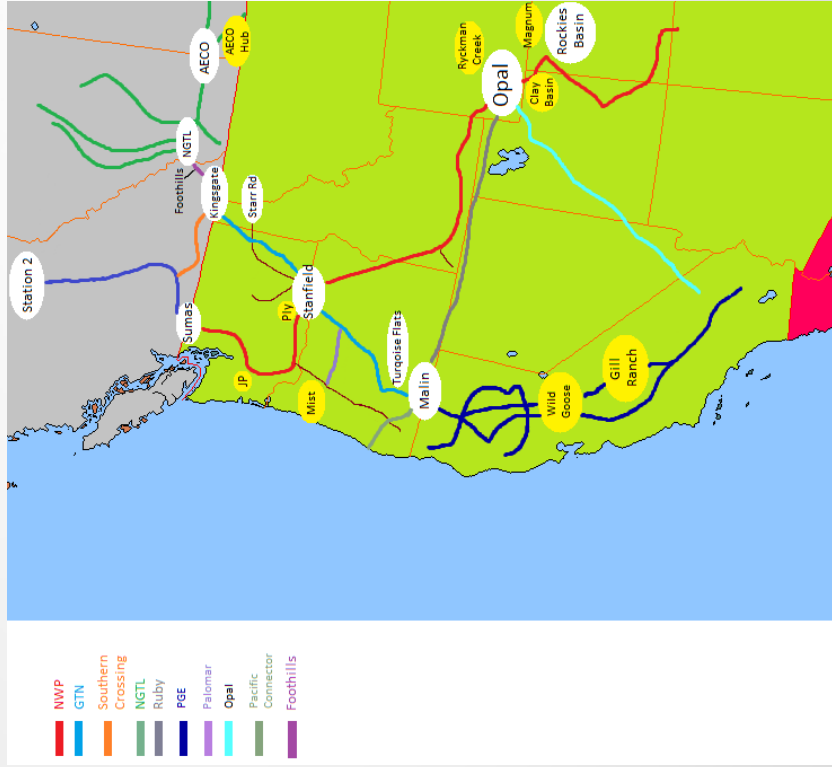 Station 2
AECO
AECO
Hub
NGTL
Foothills
Kingsgate
Starr Rd
Sumas
JP
Ply
Stanfield
Mist
Turqoise Flats
Malin
Ryckman
Creek
Magnum
Rockies
Basin
Opal
Clay
Basin
Wild
Goose
Gill
Ranch
NWP
GTN
Southern
Crossing
NGTL
Ruby
PGE
Palomar
Opal
Pacific
Connector
Foothills